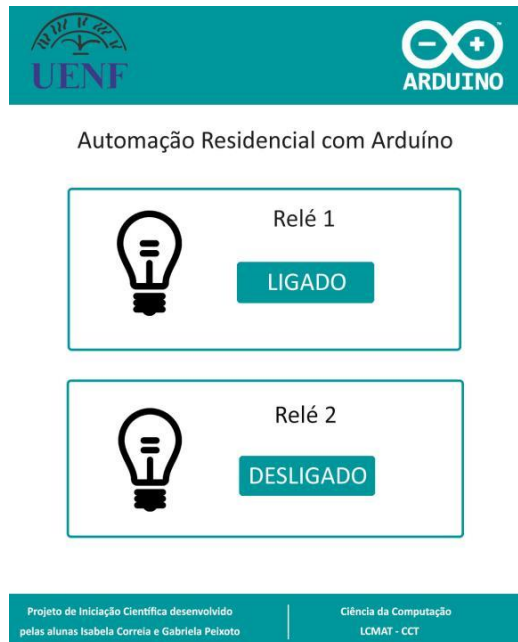 UENF
ARDUINO
Automação Residencial com Arduíno
Relé 1
LIGADO
Relé 2
DESLIGADO
Projeto de Iniciação Científica desenvolvido
pelas alunas Isabela Correia e Gabriela Peixoto
Ciência da Computação
LCMAT - CCT